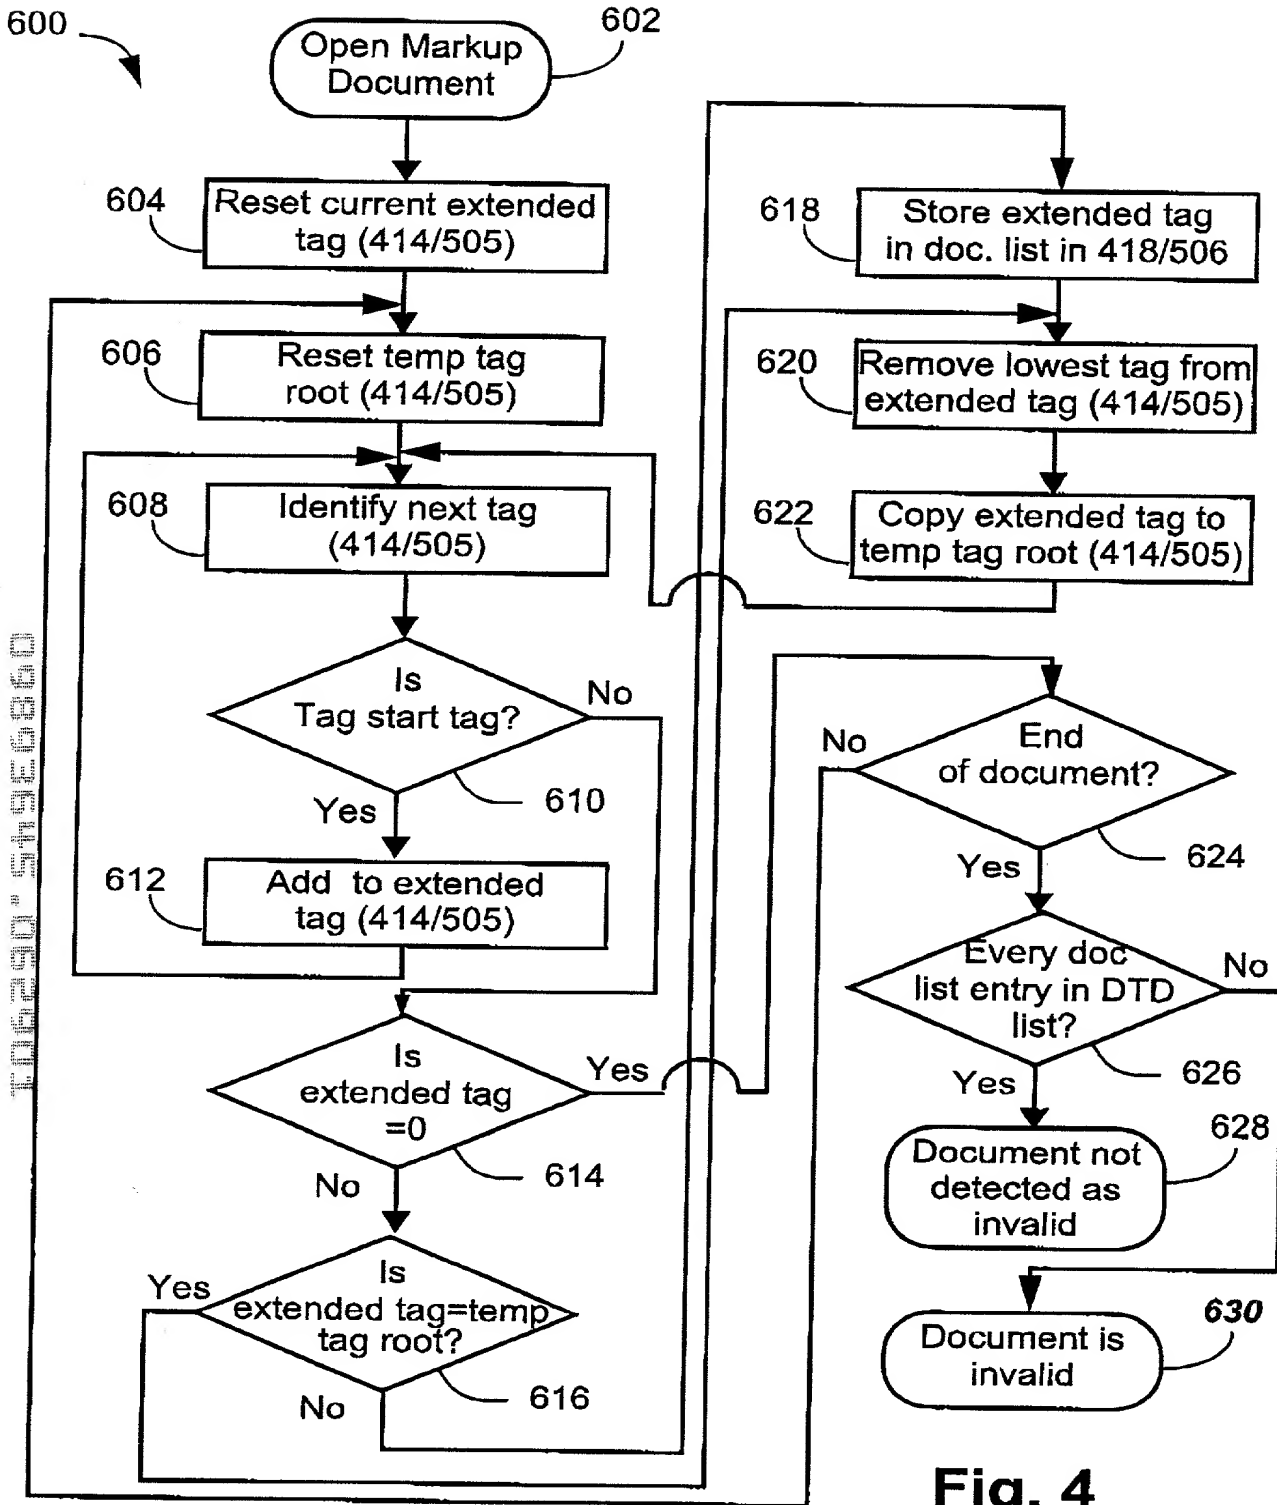 600
602
Open Markup
Document
604
Reset current extended
tag (414/505)
606
Reset temp tag
root (414/505)
608
Identify next tag
(414/505)
Is
Tag start tag?
No
610
Yes
612
Add to extended
tag (414/505)
Is
extended tag
=0
Yes
614
No
Is
extended tag=temp
tag root?
Yes
616
No
618
Store extended tag
in doc. list in 418/506
620
Remove lowest tag from
extended tag (414/505)
622
Copy extended tag to
temp tag root (414/505)
End
of document?
No
624
Yes
Every doc
list entry in DTD
list?
No
626
Yes
628
Document not
detected as
invalid
630
Document is
invalid
Fig. 4